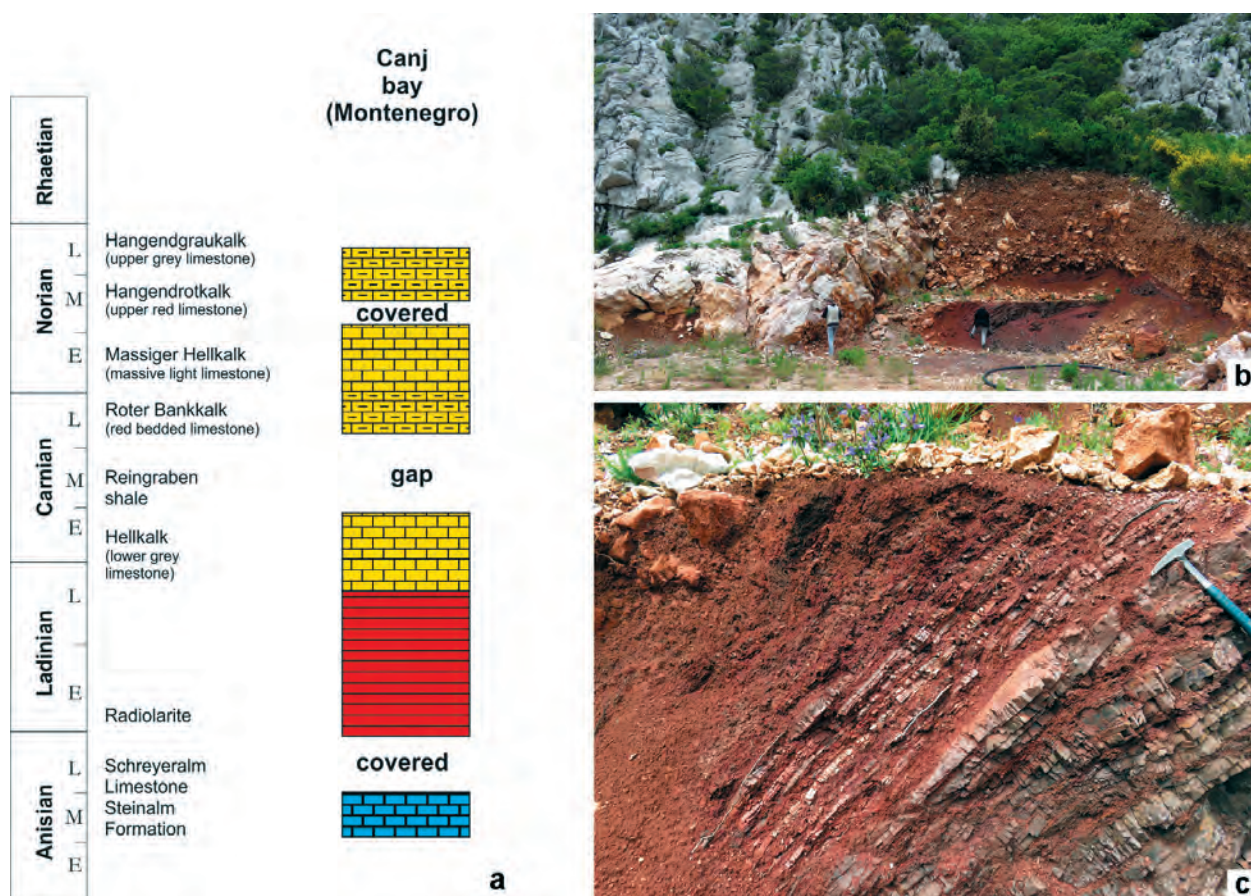 Canj
bay
(Montenegro)
Rhaetian
Norian
L
M
E
Hangendgraukalk
(upper grey limestone)
Hangendrotkalk
(upper red limestone)
covered
Massiger Hellkalk
(massive light limestone)
Carnian
L
M
E
Roter Bankkalk
(red bedded limestone)
Reingraben
shale
gap
Hellkalk
(lower grey
limestone)
Ladinian
L
E
Radiolarite
Anisian
L
M
E
Schreyeralm
Limestone
Steinalm
Formation
covered
a
b
c